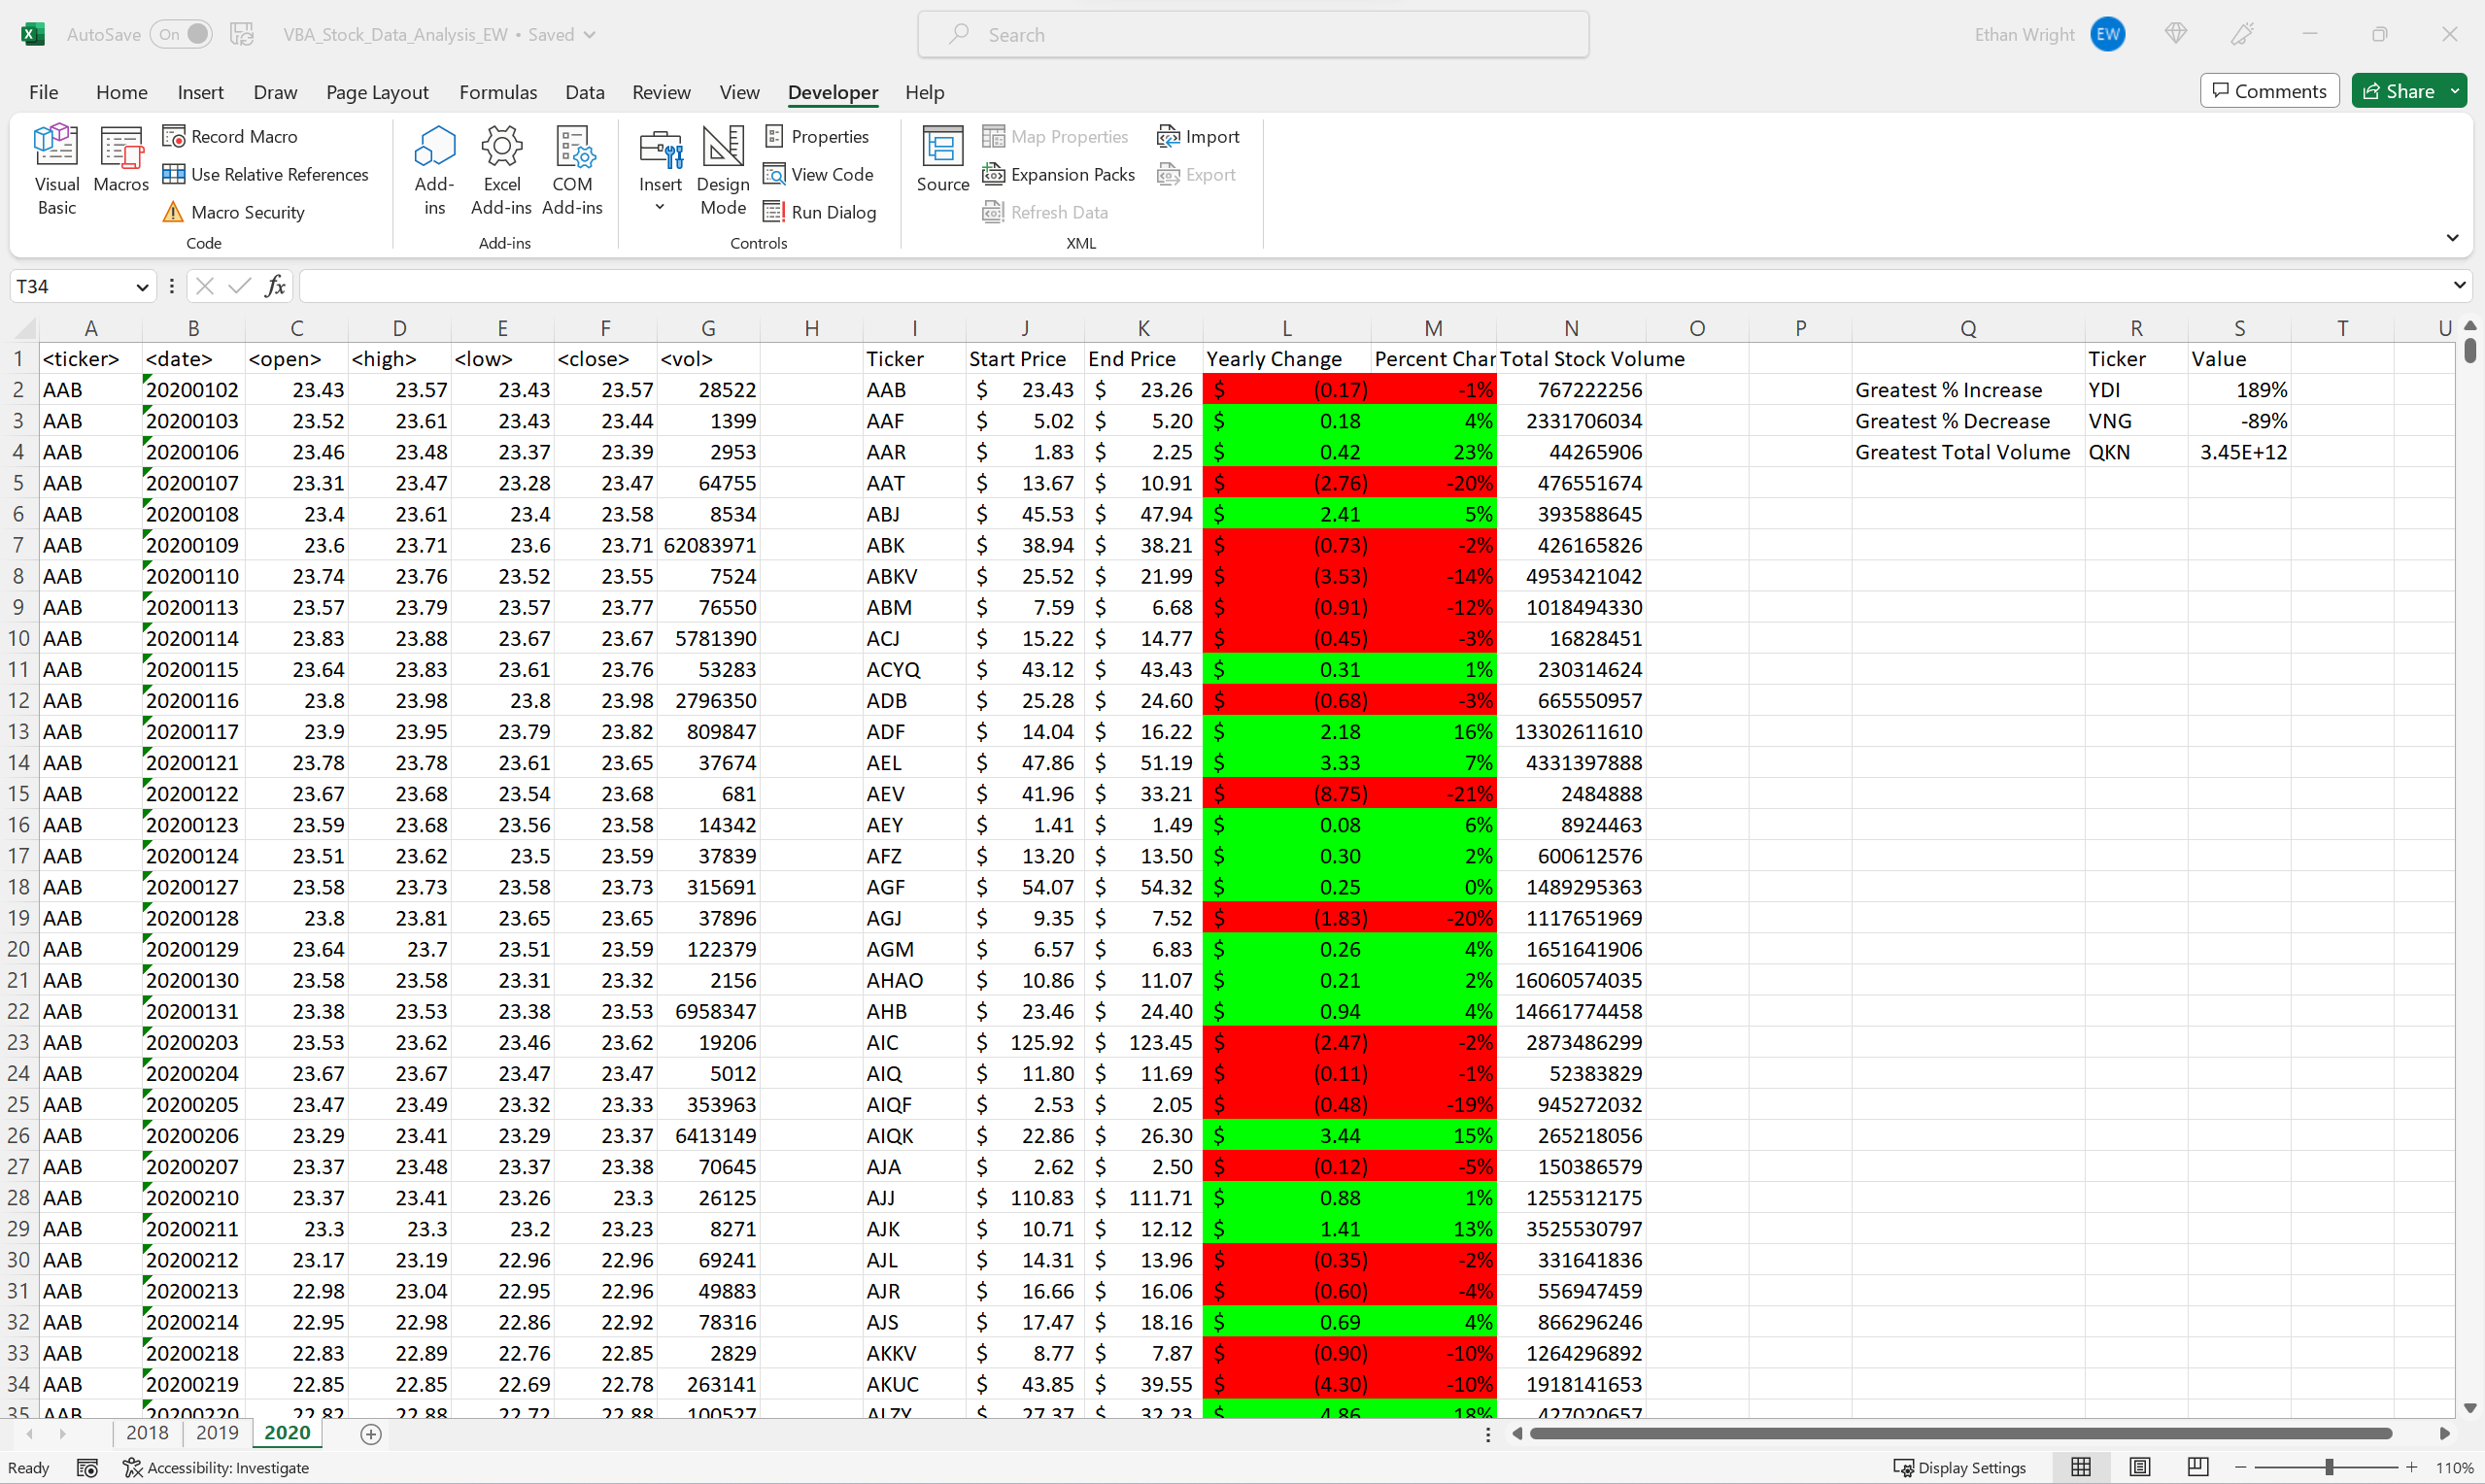 AutoSave On VBA_Stock_Data_Analysis_EW • Saved Search Ethan Wright EW
File Home Insert Draw Page Layout Formulas Data Review View Developer Help Comments Share
Visual Basic Macros Record Macro Use Relative References Macro Security Code
Add-ins Excel Add-ins COM Add-ins Add-ins
Insert Design Mode Properties View Code Run Dialog Controls
Source Map Properties Expansion Packs Refresh Data Import Export XML
T34 fx
A B C D E F G H I J K L M N O P Q R S T U
1 <ticker> <date> <open> <high> <low> <close> <vol> Ticker Start Price End Price Yearly Change Percent Char Total Stock Volume Ticker Value
2 AAB 20200102 23.43 23.57 23.43 23.57 28522 AAB $ 23.43 $ 23.26 $ (0.17) -1% 767222256 Greatest % Increase YDI 189%
3 AAB 20200103 23.52 23.61 23.43 23.44 1399 AAF $ 5.02 $ 5.20 $ 0.18 4% 2331706034 Greatest % Decrease VNG -89%
4 AAB 20200106 23.46 23.48 23.37 23.39 2953 AAR $ 1.83 $ 2.25 $ 0.42 23% 44265906 Greatest Total Volume QKN 3.45E+12
5 AAB 20200107 23.31 23.47 23.28 23.47 64755 AAT $ 13.67 $ 10.91 $ (2.76) -20% 476551674
6 AAB 20200108 23.4 23.61 23.4 23.58 8534 ABJ $ 45.53 $ 47.94 $ 2.41 5% 393588645
7 AAB 20200109 23.6 23.71 23.6 23.71 62083971 ABK $ 38.94 $ 38.21 $ (0.73) -2% 426165826
8 AAB 20200110 23.74 23.76 23.52 23.55 7524 ABKV $ 25.52 $ 21.99 $ (3.53) -14% 4953421042
9 AAB 20200113 23.57 23.79 23.57 23.77 76550 ABM $ 7.59 $ 6.68 $ (0.91) -12% 1018494330
10 AAB 20200114 23.83 23.88 23.67 23.67 5781390 ACJ $ 15.22 $ 14.77 $ (0.45) -3% 16828451
11 AAB 20200115 23.64 23.83 23.61 23.76 53283 ACYQ $ 43.12 $ 43.43 $ 0.31 1% 230314624
12 AAB 20200116 23.8 23.98 23.8 23.98 2796350 ADB $ 25.28 $ 24.60 $ (0.68) -3% 665550957
13 AAB 20200117 23.9 23.95 23.79 23.82 809847 ADF $ 14.04 $ 16.22 $ 2.18 16% 13302611610
14 AAB 20200121 23.78 23.78 23.61 23.65 37674 AEL $ 47.86 $ 51.19 $ 3.33 7% 4331397888
15 AAB 20200122 23.67 23.68 23.54 23.68 681 AEV $ 41.96 $ 33.21 $ (8.75) -21% 2484888
16 AAB 20200123 23.59 23.68 23.56 23.58 14342 AEY $ 1.41 $ 1.49 $ 0.08 6% 8924463
17 AAB 20200124 23.51 23.62 23.5 23.59 37839 AFZ $ 13.20 $ 13.50 $ 0.30 2% 600612576
18 AAB 20200127 23.58 23.73 23.58 23.73 315691 AGF $ 54.07 $ 54.32 $ 0.25 0% 1489295363
19 AAB 20200128 23.8 23.81 23.65 23.65 37896 AGJ $ 9.35 $ 7.52 $ (1.83) -20% 1117651969
20 AAB 20200129 23.64 23.7 23.51 23.59 122379 AGM $ 6.57 $ 6.83 $ 0.26 4% 1651641906
21 AAB 20200130 23.58 23.58 23.31 23.32 2156 AHAO $ 10.86 $ 11.07 $ 0.21 2% 16060574035
22 AAB 20200131 23.38 23.53 23.38 23.53 6958347 AHB $ 23.46 $ 24.40 $ 0.94 4% 14661774458
23 AAB 20200203 23.53 23.62 23.46 23.62 19206 AIC $ 125.92 $ 123.45 $ (2.47) -2% 2873486299
24 AAB 20200204 23.67 23.67 23.47 23.47 5012 AIQ $ 11.80 $ 11.69 $ (0.11) -1% 52383829
25 AAB 20200205 23.47 23.49 23.32 23.33 353963 AIQF $ 2.53 $ 2.05 $ (0.48) -19% 945272032
26 AAB 20200206 23.29 23.41 23.29 23.37 6413149 AIQK $ 22.86 $ 26.30 $ 3.44 15% 265218056
27 AAB 20200207 23.37 23.48 23.37 23.38 70645 AJA $ 2.62 $ 2.50 $ (0.12) -5% 150386579
28 AAB 20200210 23.37 23.41 23.26 23.3 26125 AJJ $ 110.83 $ 111.71 $ 0.88 1% 1255312175
29 AAB 20200211 23.3 23.3 23.2 23.23 8271 AJK $ 10.71 $ 12.12 $ 1.41 13% 3525530797
30 AAB 20200212 23.17 23.19 22.96 22.96 69241 AJL $ 14.31 $ 13.96 $ (0.35) -2% 331641836
31 AAB 20200213 22.98 23.04 22.95 22.96 49883 AJR $ 16.66 $ 16.06 $ (0.60) -4% 556947459
32 AAB 20200214 22.95 22.98 22.86 22.92 78316 AJS $ 17.47 $ 18.16 $ 0.69 4% 866296246
33 AAB 20200218 22.83 22.89 22.76 22.85 2829 AKKV $ 8.77 $ 7.87 $ (0.90) -10% 1264296892
34 AAB 20200219 22.85 22.85 22.69 22.78 263141 AKUC $ 43.85 $ 39.55 $ (4.30) -10% 1918141653
35 AAB 20200220 22.82 22.88 22.72 22.88 100527 ALZY $ 27.37 $ 32.23 $ 4.86 18% 427020657
2018 2019 2020
Ready Accessibility: Investigate Display Settings 110%